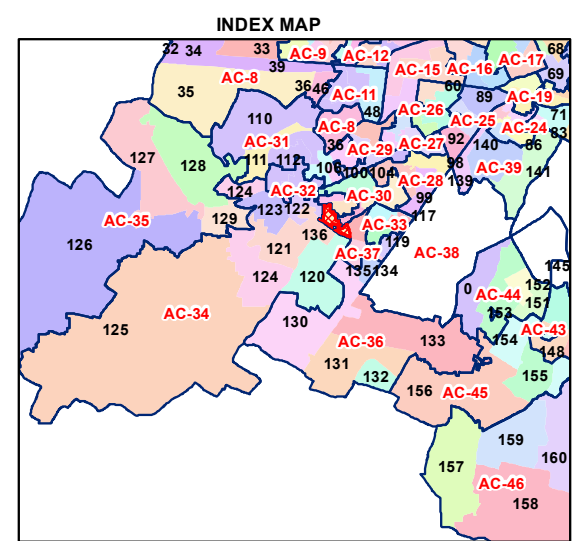 INDEX MAP
32 34 33 AC-9 AC-12 AC-15 AC-16 AC-17 68
39 69
35 AC-8 36 46 AC-11 60 89 AC-19
48 AC-26 AC-25 AC-24 71
110 AC-8 83
127 AC-31 36 AC-29 AC-27 92 140 86
128 111 112 98 AC-39 141
100 104 AC-28 139
124 AC-32 AC-30 99
AC-35 123 122 117
129 136 AC-33
126 121 AC-37 119 AC-38
124 120 135 134 145
0 AC-44 152
125 AC-34 130 153 151
AC-36 133 154 AC-43
131 148
132 155
156 AC-45
159
157 160
AC-46
158